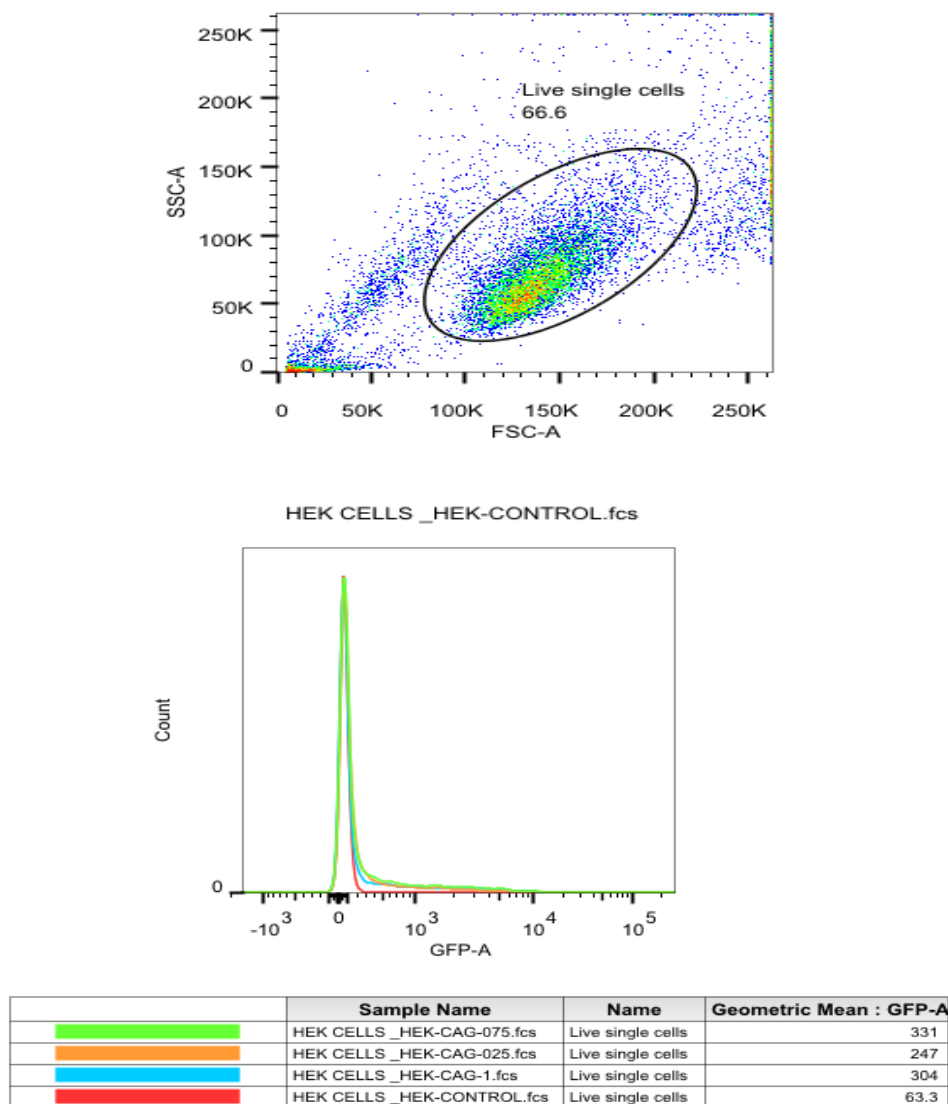 250K
200K
150K
100K
50K
0
SSC-A
Live single cells
66.6
0 50K 100K 150K 200K 250K
FSC-A
HEK CELLS _HEK-CONTROL.fcs
Count
0
-10^3 0 10^3 10^4 10^5
GFP-A
Sample Name Name Geometric Mean : GFP-A
HEK CELLS _HEK-CAG-075.fcs Live single cells 331
HEK CELLS _HEK-CAG-025.fcs Live single cells 247
HEK CELLS _HEK-CAG-1.fcs Live single cells 304
HEK CELLS _HEK-CONTROL.fcs Live single cells 63.3